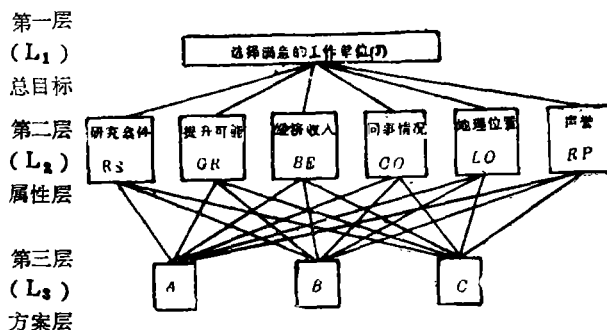 第一层
(L₁)
总目标
选择满意的工作单位(J)
第二层
(L₂)
属性层
研究条件 提升可能 经济收入 同事情况 地理位置 声誉
RS GR BE CO LO RP
第三层
(L₃)
方案层
A B C